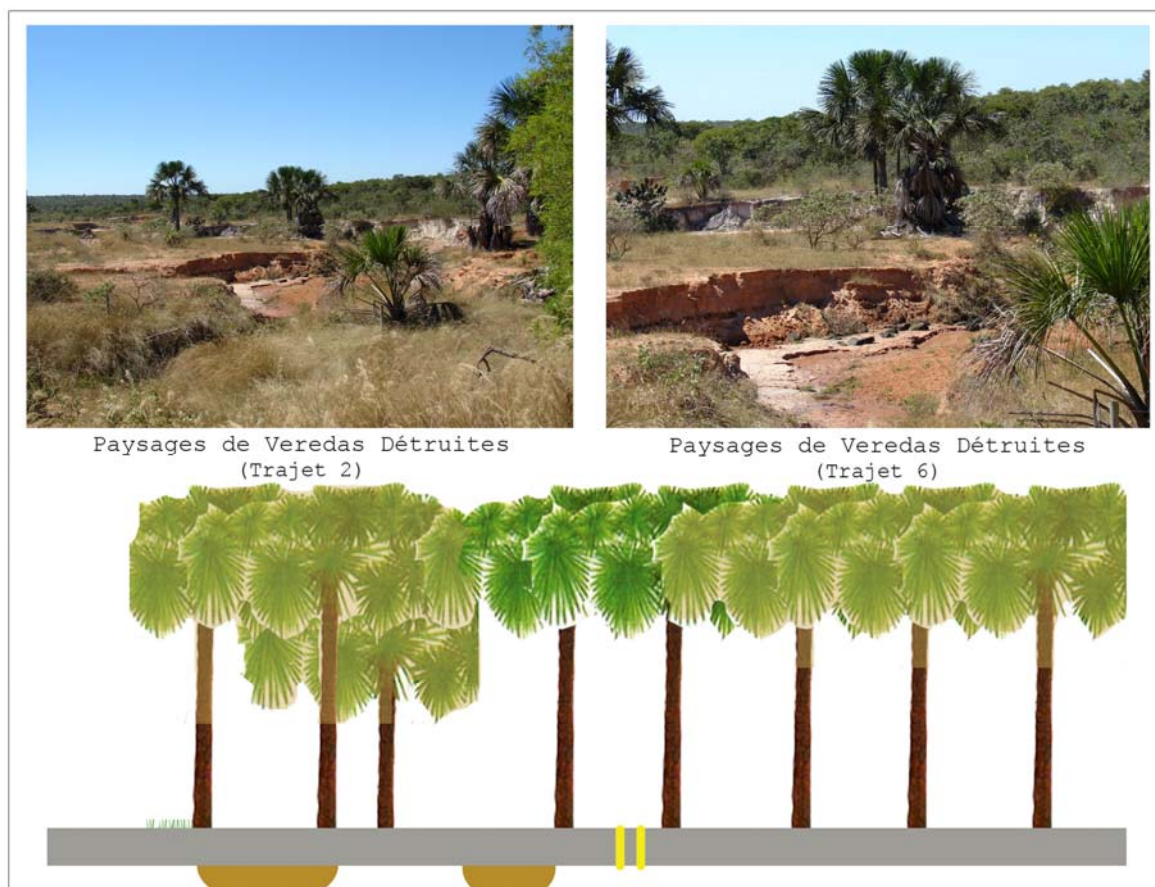 Paysages de Veredas Détruites
(Trajet 2)
Paysages de Veredas Détruites
(Trajet 6)